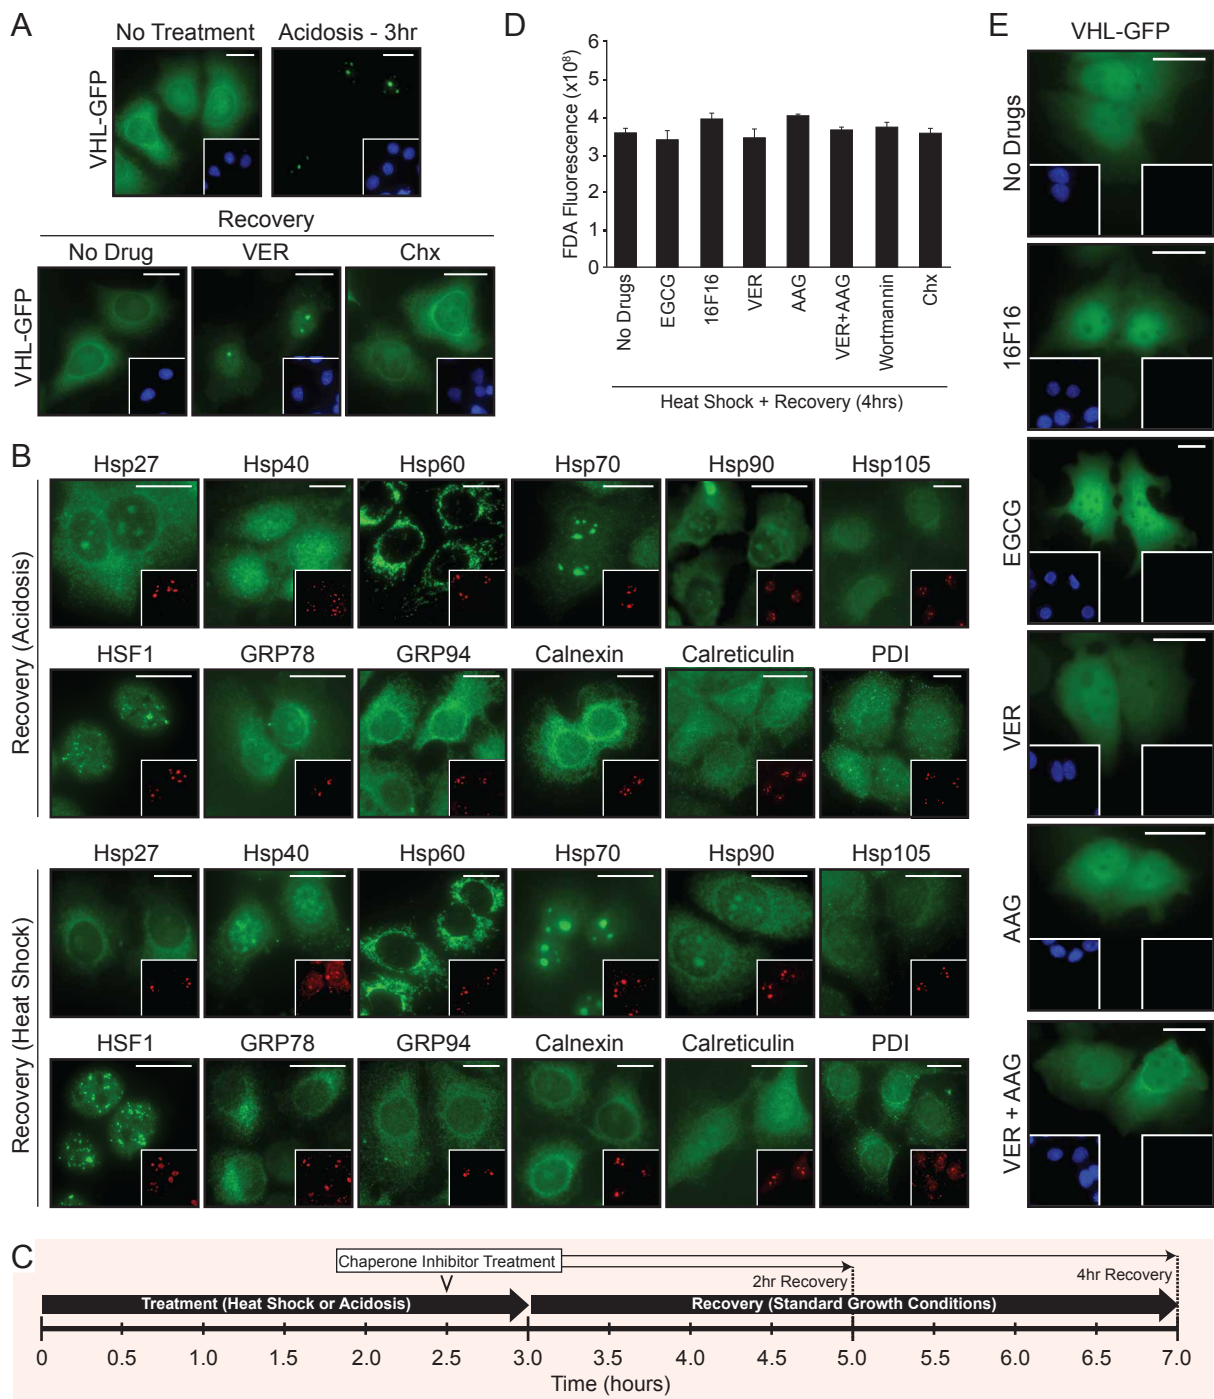 A
No Treatment
Acidosis - 3hr
VHL-GFP
Recovery
No Drug
VER
Chx
VHL-GFP
B
Recovery (Acidosis)
Hsp27
Hsp40
Hsp60
Hsp70
Hsp90
Hsp105
HSF1
GRP78
GRP94
Calnexin
Calreticulin
PDI
Recovery (Heat Shock)
Hsp27
Hsp40
Hsp60
Hsp70
Hsp90
Hsp105
HSF1
GRP78
GRP94
Calnexin
Calreticulin
PDI
C
Chaperone Inhibitor Treatment
2hr Recovery
4hr Recovery
Treatment (Heat Shock or Acidosis)
Recovery (Standard Growth Conditions)
0
0.5
1.0
1.5
2.0
2.5
3.0
3.5
4.0
4.5
5.0
5.5
6.0
6.5
7.0
Time (hours)
D
FDA Fluorescence (x10⁸)
6
5
4
3
2
1
0
No Drugs
EGCG
16F16
VER
AAG
VER+AAG
Wortmannin
Chx
Heat Shock + Recovery (4hrs)
E
VHL-GFP
No Drugs
16F16
EGCG
VER
AAG
VER + AAG